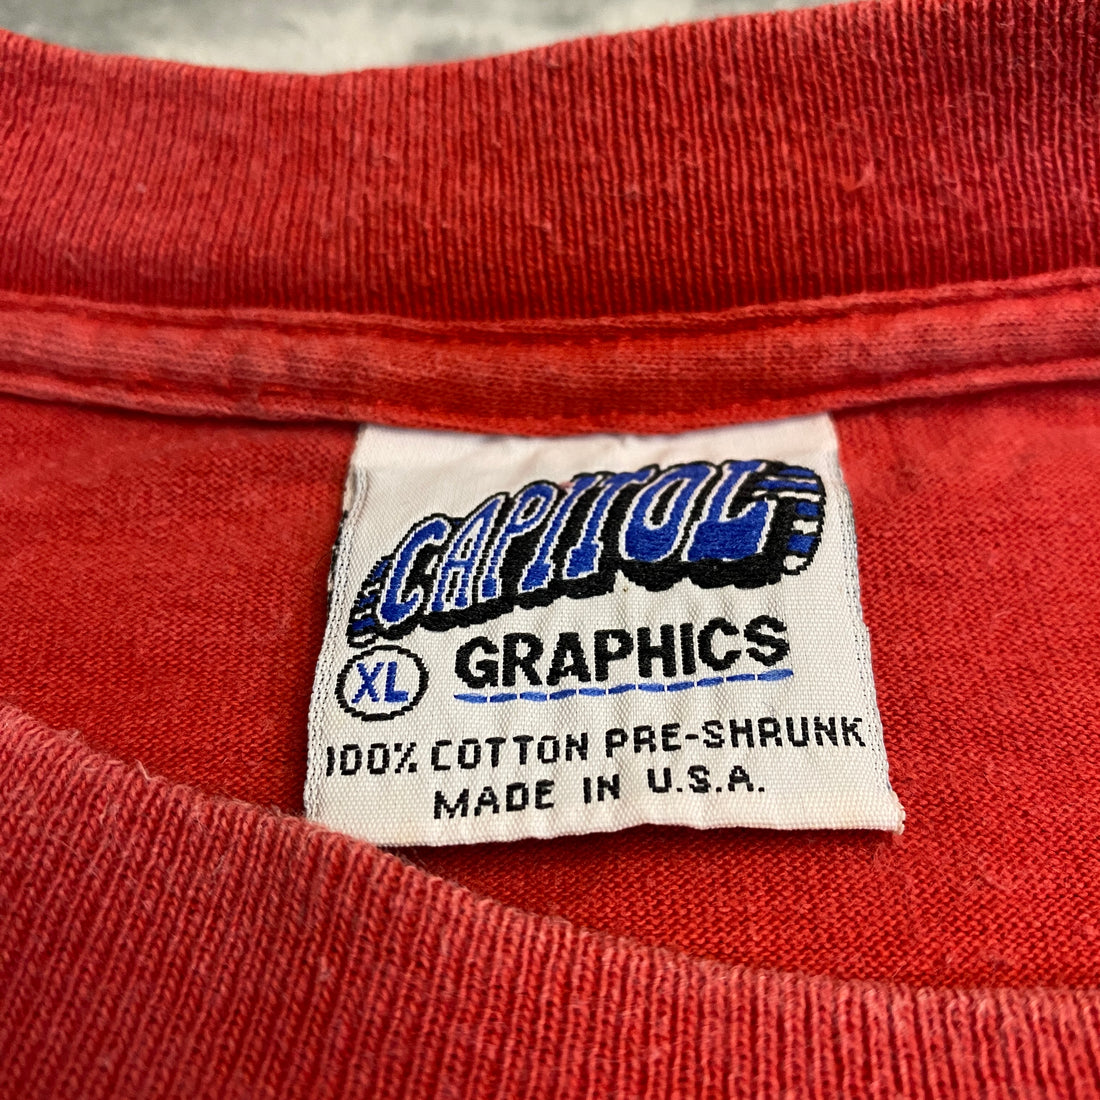 CAPITOL
GRAPHICS
XL
100% COTTON PRE-SHRUNK
MADE IN U.S.A.